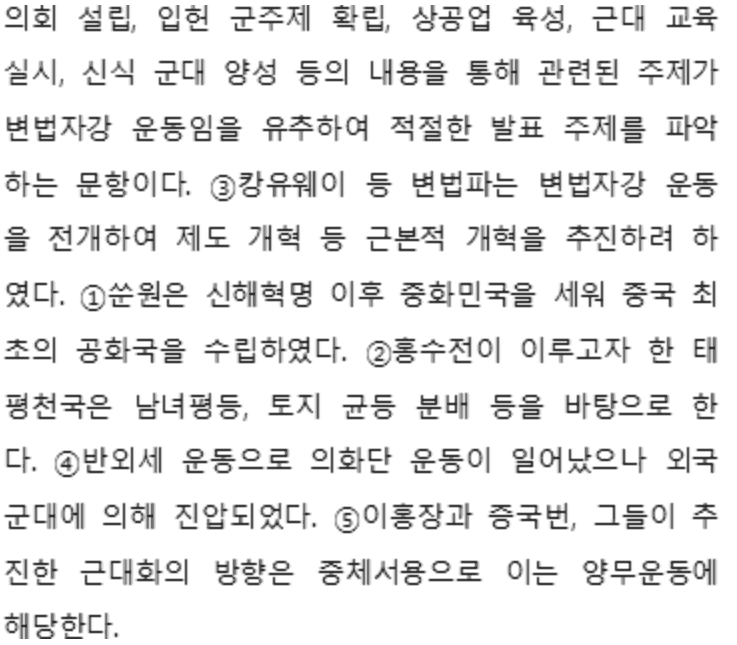 의회 설립, 입헌 군주제 확립, 상공업 육성, 근대 교육
실시, 신식 군대 양성 등의 내용을 통해 관련된 주제가
변법자강 운동임을 유추하여 적절한 발표 주제를 파악
하는 문항이다. ③캉유웨이 등 변법파는 변법자강 운동
을 전개하여 제도 개혁 등 근본적 개혁을 추진하려 하
였다. ①쑨원은 신해혁명 이후 중화민국을 세워 중국 최
초의 공화국을 수립하였다. ②홍수전이 이루고자 한 태
평천국은 남녀평등, 토지 균등 분배 등을 바탕으로 한
다. ④반외세 운동으로 의화단 운동이 일어났으나 외국
군대에 의해 진압되었다. ⑤이홍장과 증국번, 그들이 추
진한 근대화의 방향은 중체서용으로 이는 양무운동에
해당한다.